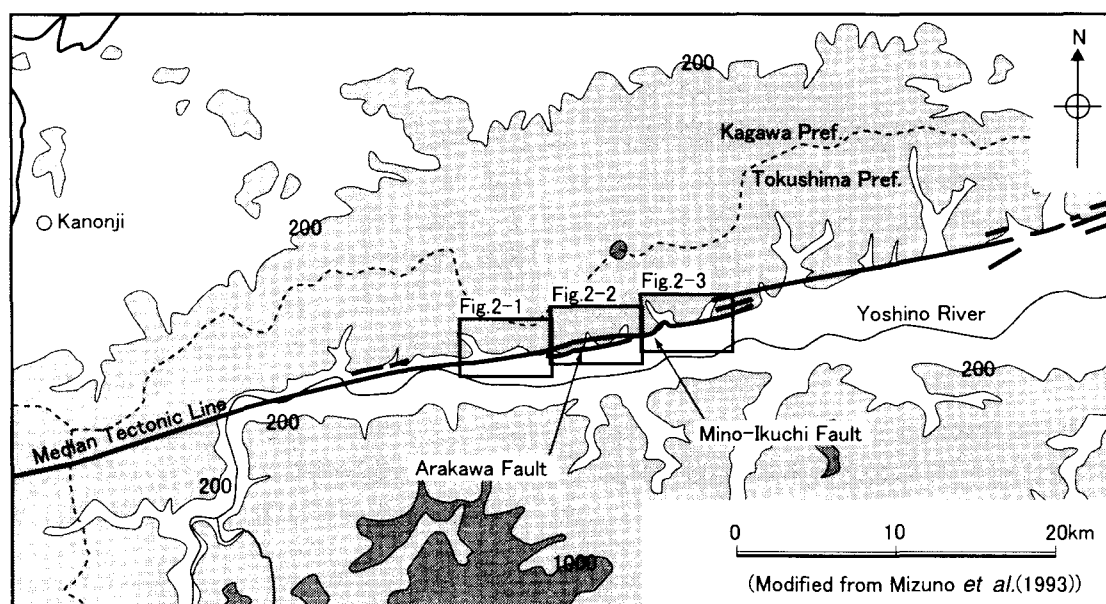 N
200
Kagawa Pref.
Tokushima Pref.
Kanonji
200
Fig.2-1
Fig.2-2
Fig.2-3
Yoshino River
200
200
Median Tectonic Line
Mino-Ikuchi Fault
Arakawa Fault
200
1000
0 10 20km
(Modified from Mizuno et al.(1993))